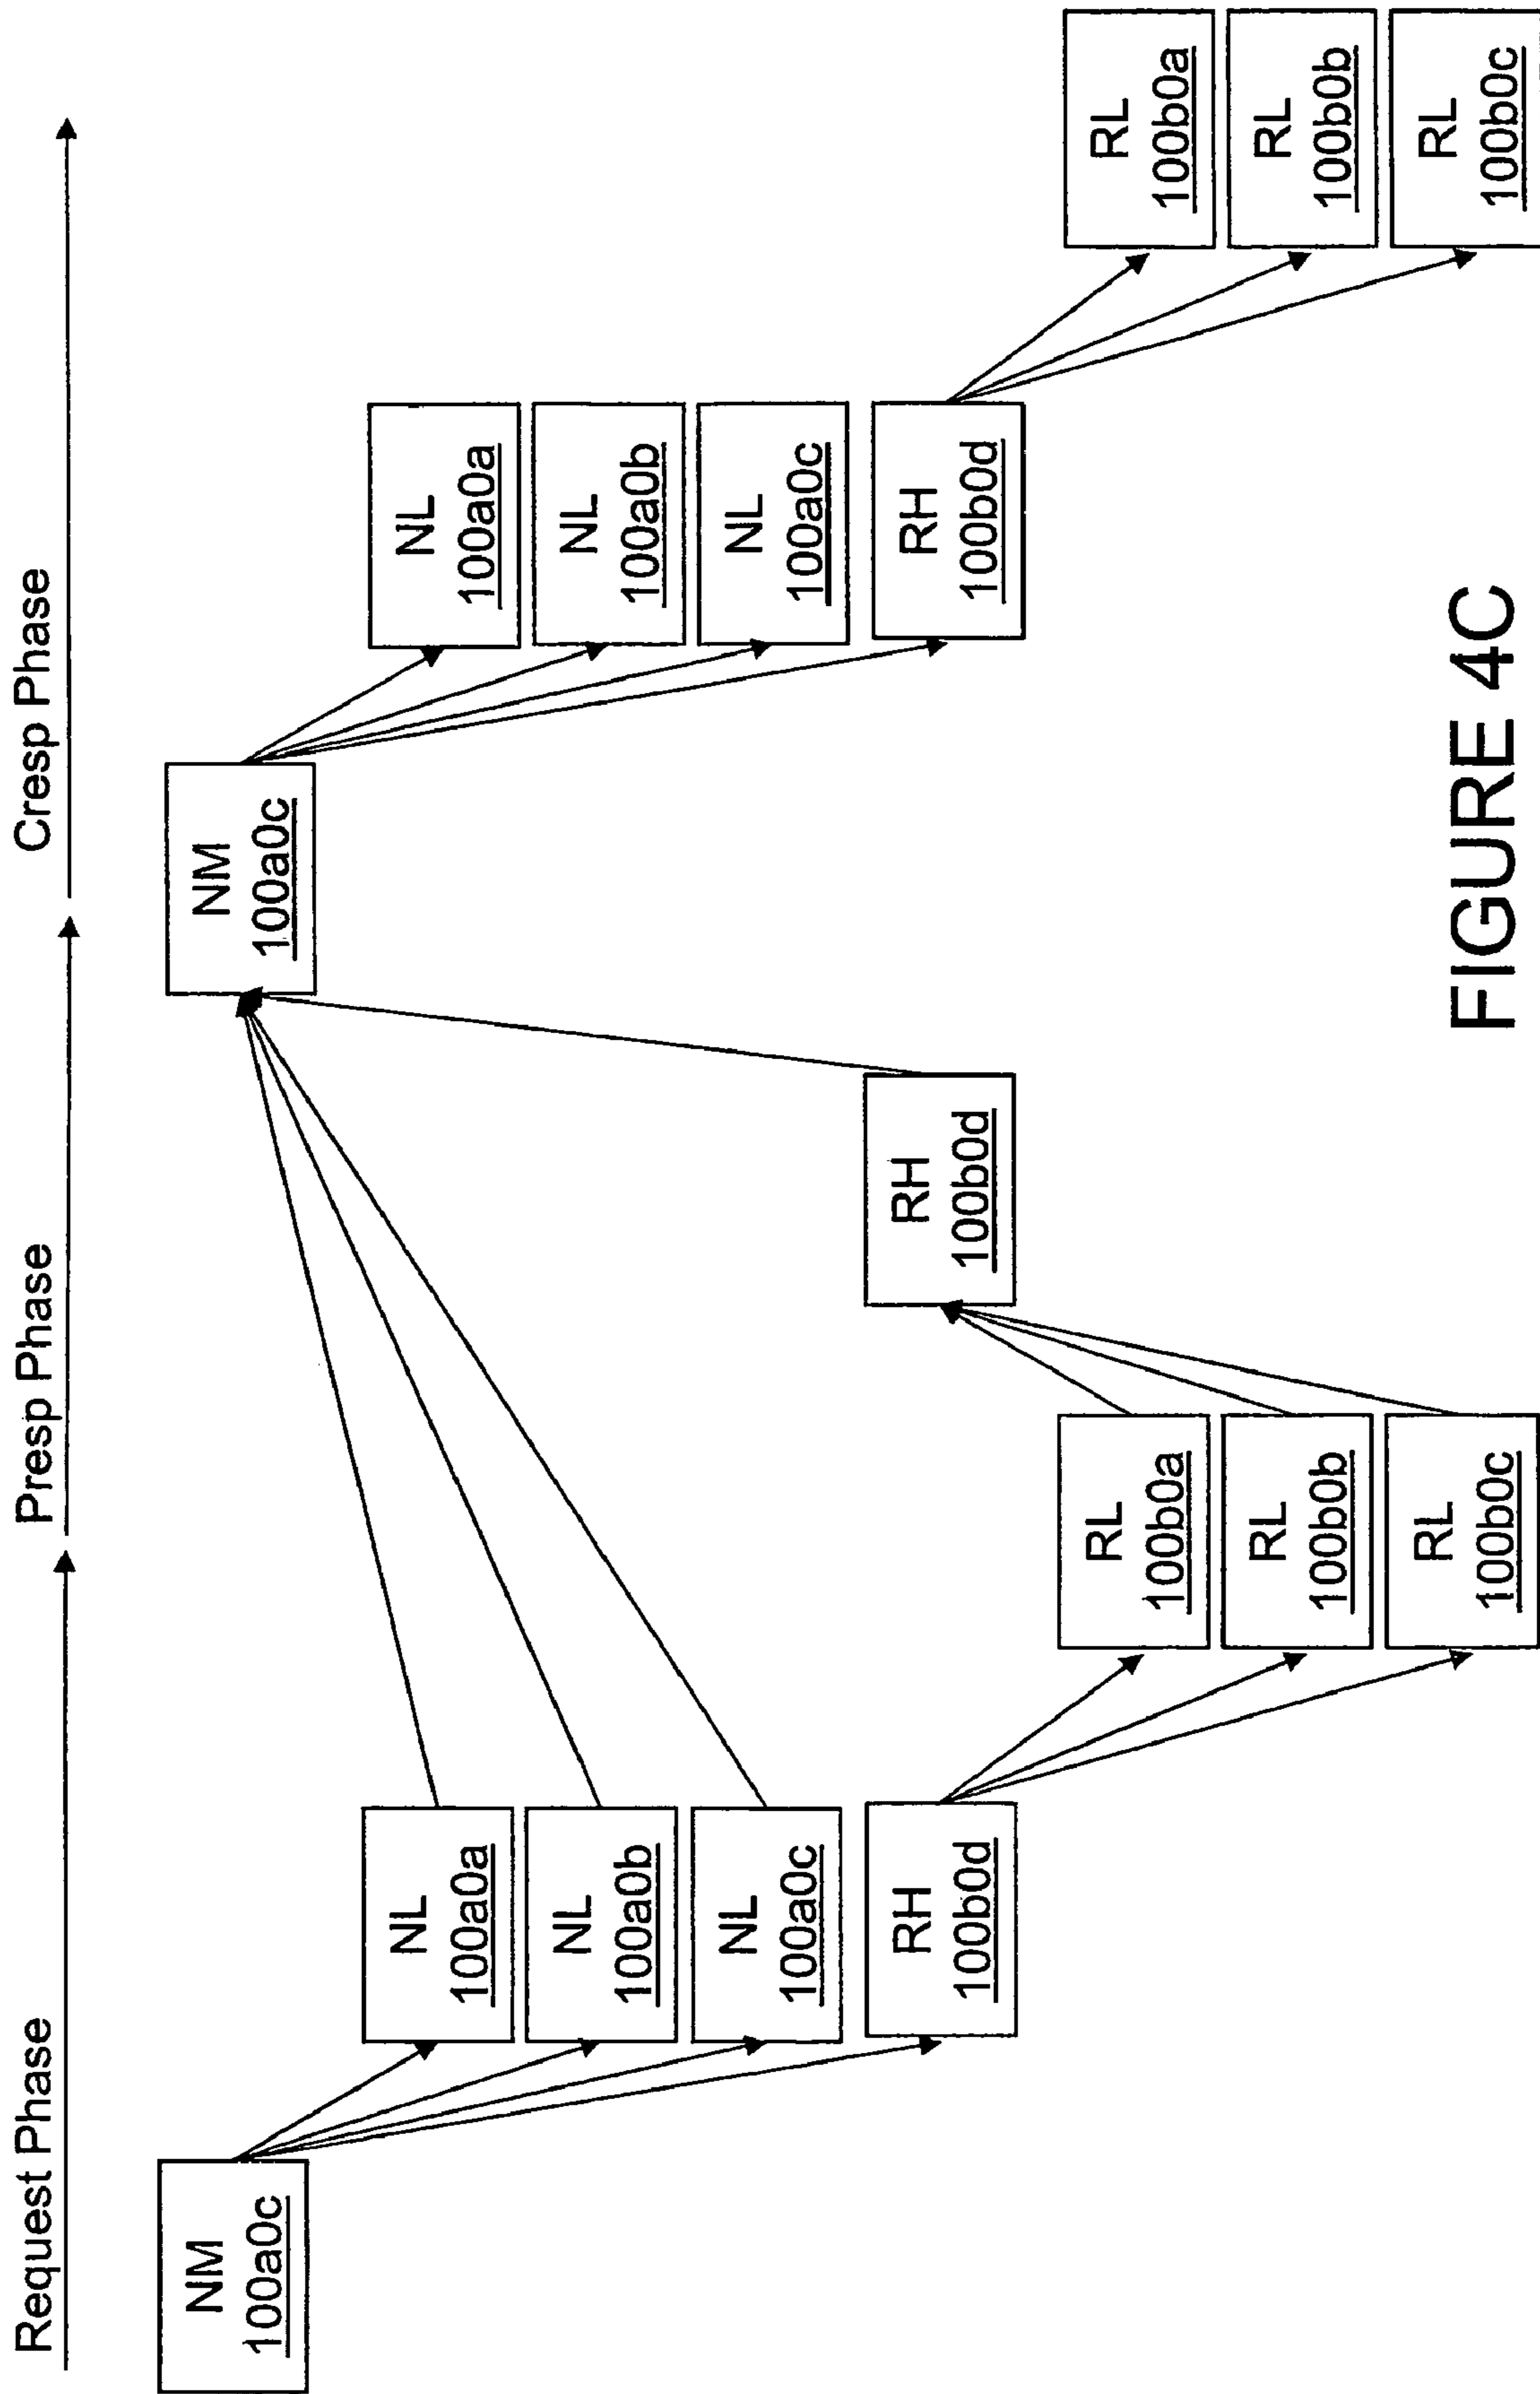 Request Phase
Presp Phase
Cresp Phase
NM
100a0c
NL
100a0a
NL
100a0b
NL
100a0c
RH
100b0d
RL
100b0a
RL
100b0b
RL
100b0c
RH
100b0d
NM
100a0c
NL
100a0a
NL
100a0b
NL
100a0c
RH
100b0d
RL
100b0a
RL
100b0b
RL
100b0c
FIGURE 4C